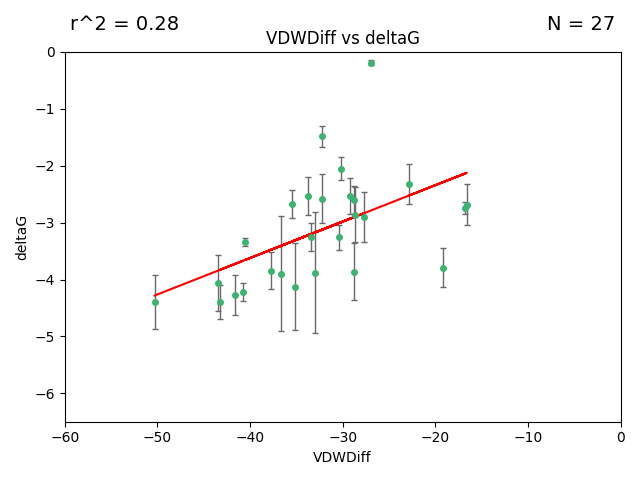 r^2 = 0.28
N = 27
VDWDiff vs deltaG
0
−1
−2
−3
−4
−5
−6
deltaG
−60 −50 −40 −30 −20 −10 0
VDWDiff